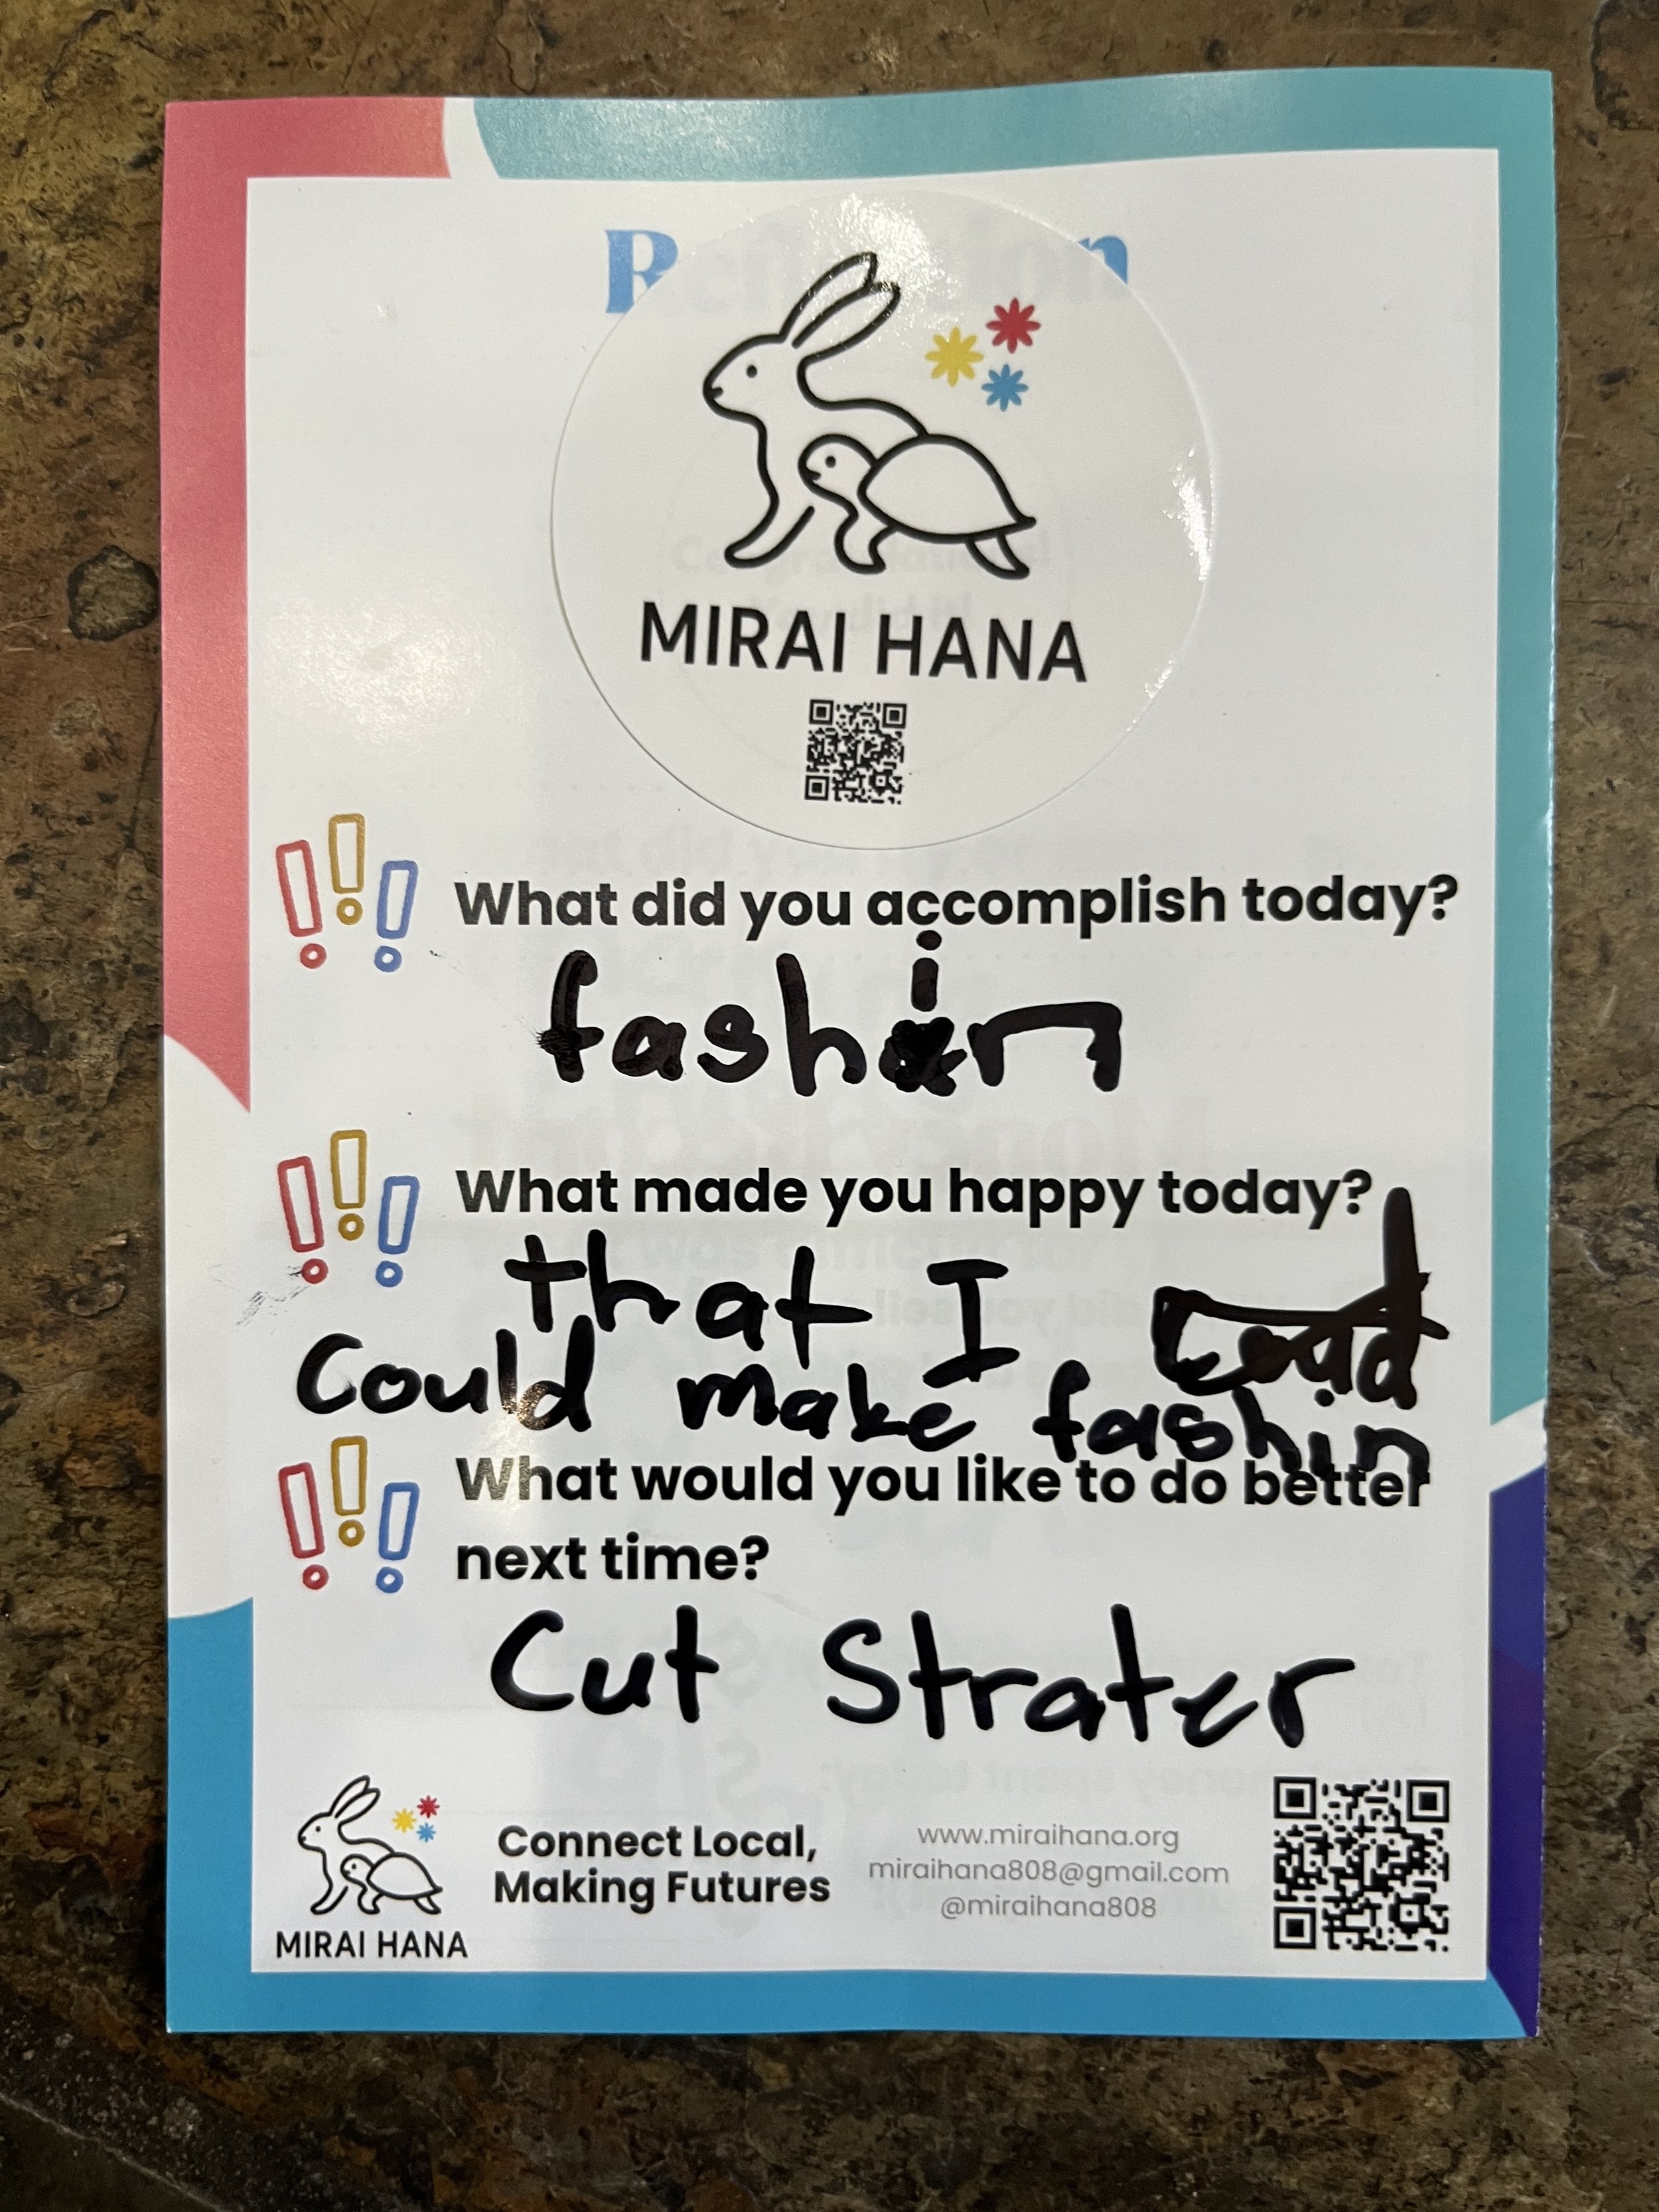 MIRAI HANA
What did you accomplish today?
fashin
What made you happy today?
that I
Could make fashin
What would you like to do better
next time?
Cut Strater
MIRAI HANA
Connect Local,
Making Futures
www.miraihana.org
miraihana808@gmail.com
@miraihana808